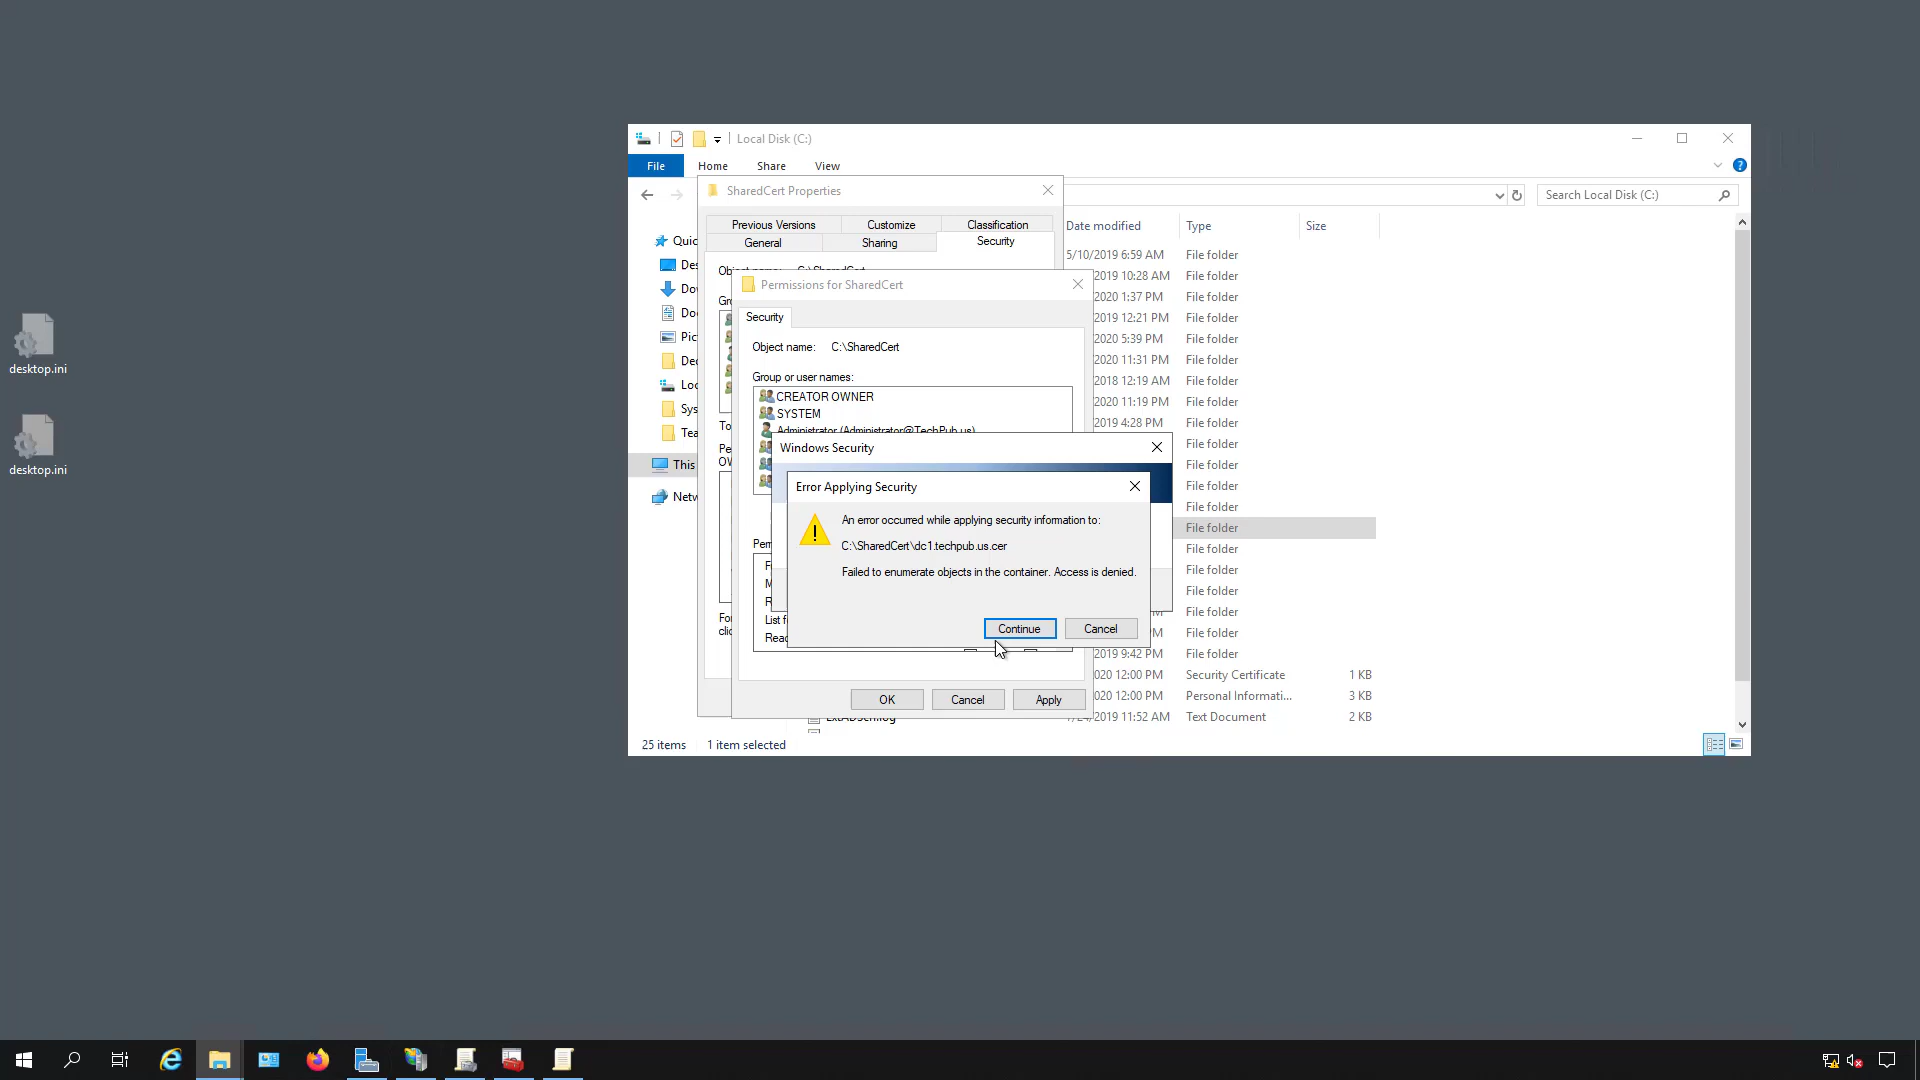 Local Disk (C:)
File
Home
Share
View
SharedCert Properties
Search Local Disk (C:)
Previous Versions
Customize
Classification
General
Sharing
Security
Date modified
Type
Size
Permissions for SharedCert
Security
Object name: C:\SharedCert
Group or user names:
CREATOR OWNER
SYSTEM
Administrator (Administrator@TechPub.us)
Windows Security
Error Applying Security
An error occurred while applying security information to:
C:\SharedCert\dc1.techpub.us.cer
Failed to enumerate objects in the container. Access is denied.
Continue
Cancel
OK
Cancel
Apply
5/10/2019 6:59 AM File folder
2019 10:28 AM File folder
2020 1:37 PM File folder
2019 12:21 PM File folder
2020 5:39 PM File folder
2020 11:31 PM File folder
2018 12:19 AM File folder
2020 11:19 PM File folder
2019 4:28 PM File folder
File folder
File folder
File folder
File folder
File folder
File folder
File folder
File folder
File folder
File folder
2019 9:42 PM File folder
020 12:00 PM Security Certificate 1 KB
020 12:00 PM Personal Informati... 3 KB
7/24/2019 11:52 AM Text Document 2 KB
This
25 items
1 item selected
desktop.ini
desktop.ini